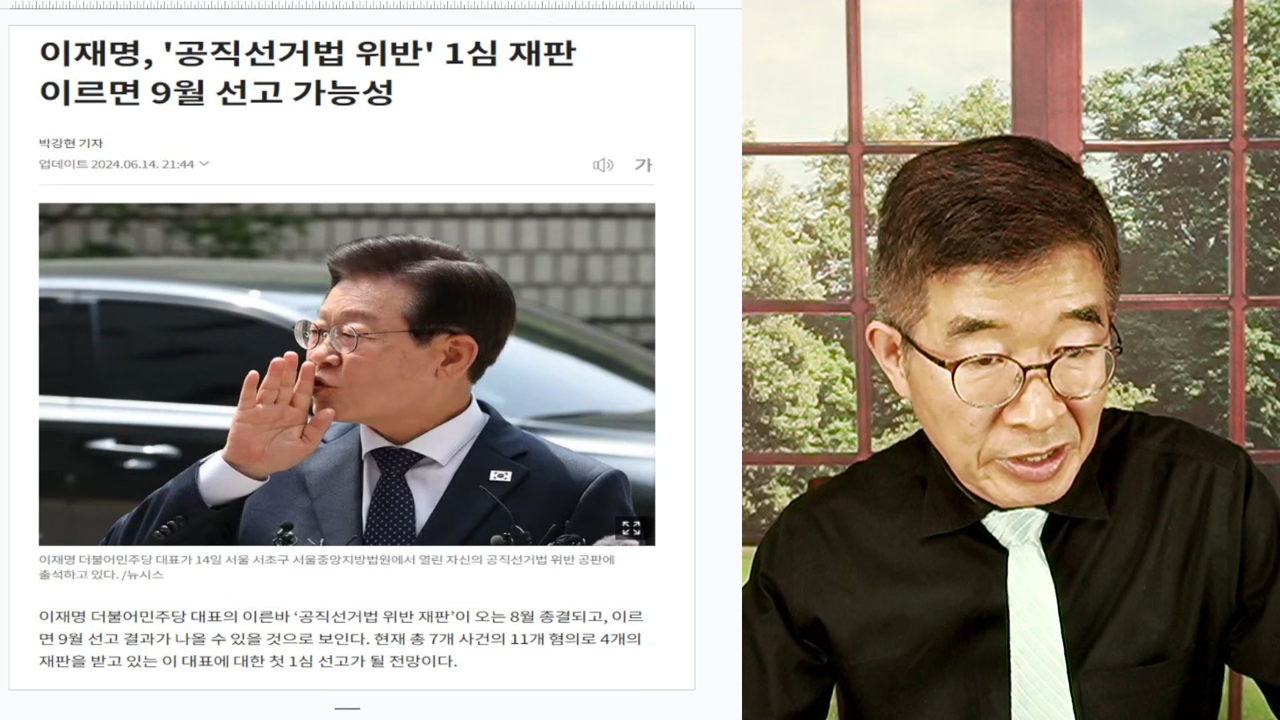 이재명, '공직선거법 위반' 1심 재판
이르면 9월 선고 가능성
박강현 기자
업데이트 2024.06.14. 21:44
가
이재명 더불어민주당 대표가 14일 서울 서초구 서울중앙지방법원에서 열린 자신의 공직선거법 위반 공판에
출석하고 있다. /뉴시스
이재명 더불어민주당 대표의 이른바 ‘공직선거법 위반 재판’이 오는 8월 종결되고, 이르
면 9월 선고 결과가 나올 수 있을 것으로 보인다. 현재 총 7개 사건의 11개 혐의로 4개의
재판을 받고 있는 이 대표에 대한 첫 1심 선고가 될 전망이다.